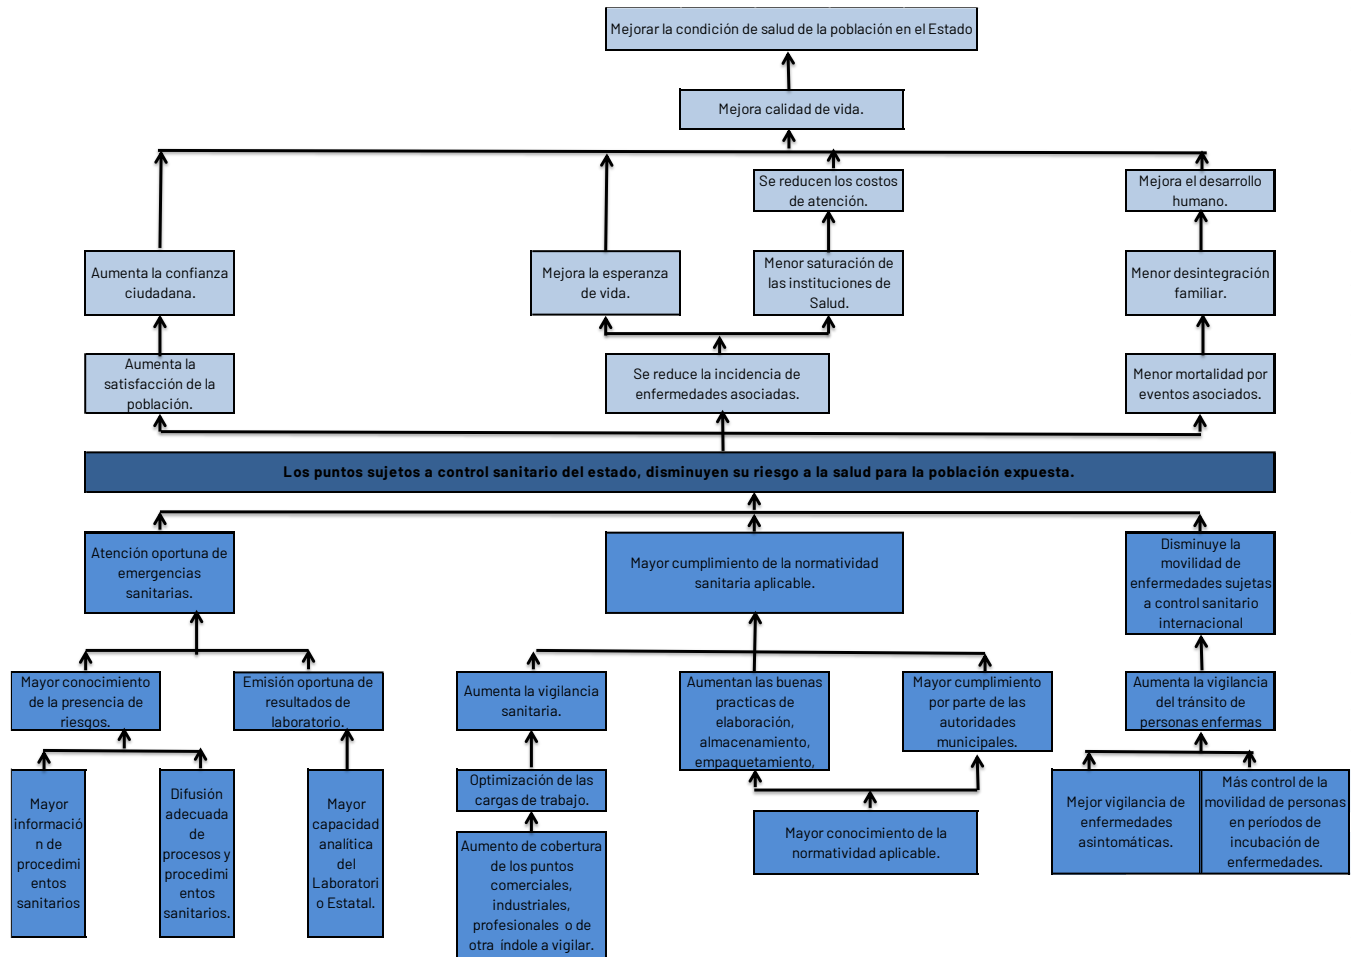 Mejorar la condición de salud de la población en el Estado
Mejora calidad de vida.
Se reducen los costos
de atención.
Mejora el desarrollo
humano.
Aumenta la confianza
ciudadana.
Mejora la esperanza
de vida.
Menor saturación de
las instituciones de
Salud.
Menor desintegración
familiar.
Aumenta la
satisfacción de la
población.
Se reduce la incidencia de
enfermedades asociadas.
Menor mortalidad por
eventos asociados.
Los puntos sujetos a control sanitario del estado, disminuyen su riesgo a la salud para la población expuesta.
Atención oportuna de
emergencias
sanitarias.
Mayor cumplimiento de la normatividad
sanitaria aplicable.
Disminuye la
movilidad de
enfermedades sujetas
a control sanitario
internacional
Mayor conocimiento
de la presencia de
riesgos.
Emisión oportuna de
resultados de
laboratorio.
Aumenta la vigilancia
sanitaria.
Aumentan las buenas
practicas de
elaboración,
almacenamiento,
empaquetamiento,
Mayor cumplimiento
por parte de las
autoridades
municipales.
Aumenta la vigilancia
del tránsito de
personas enfermas
Mayor
informació
n de
procedimi
entos
sanitarios
Difusión
adecuada
de
procesos y
procedimi
entos
sanitarios.
Mayor
capacidad
analítica
del
Laboratori
o Estatal.
Optimización de las
cargas de trabajo.
Aumento de cobertura
de los puntos
comerciales,
industriales,
profesionales o de
otra índole a vigilar.
Mayor conocimiento de la
normatividad aplicable.
Mejor vigilancia de
enfermedades
asintomáticas.
Más control de la
movilidad de personas
en períodos de
incubación de
enfermedades.